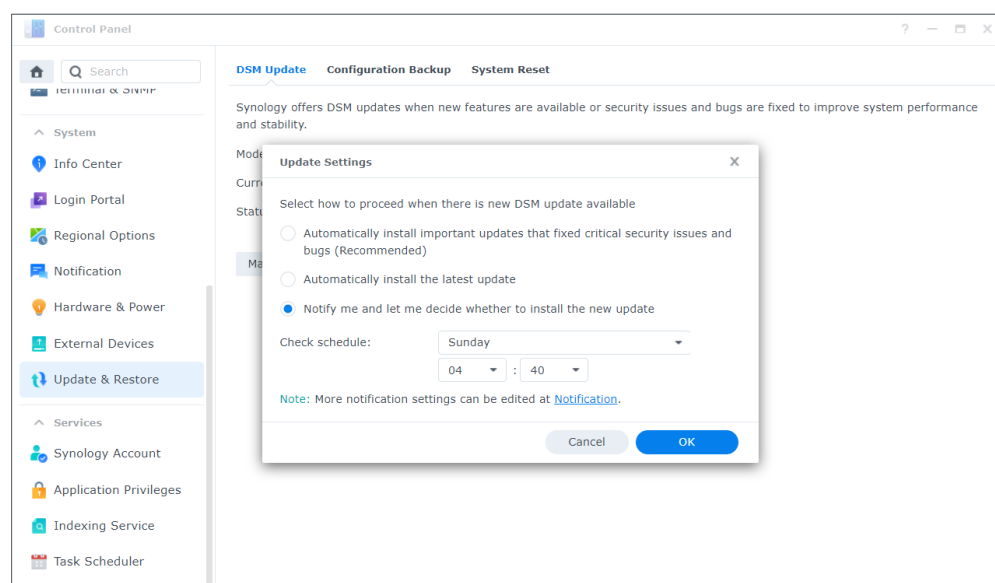 Control Panel
?
Search
Terminal & SNMP
System
Info Center
Login Portal
Regional Options
Notification
Hardware & Power
External Devices
Update & Restore
Services
Synology Account
Application Privileges
Indexing Service
Task Scheduler
DSM Update Configuration Backup System Reset
Synology offers DSM updates when new features are available or security issues and bugs are fixed to improve system performance
and stability.
Mode
Curr
Statu
Ma
Update Settings
Select how to proceed when there is new DSM update available
Automatically install important updates that fixed critical security issues and
bugs (Recommended)
Automatically install the latest update
Notify me and let me decide whether to install the new update
Check schedule: Sunday
04 : 40
Note: More notification settings can be edited at Notification.
Cancel OK